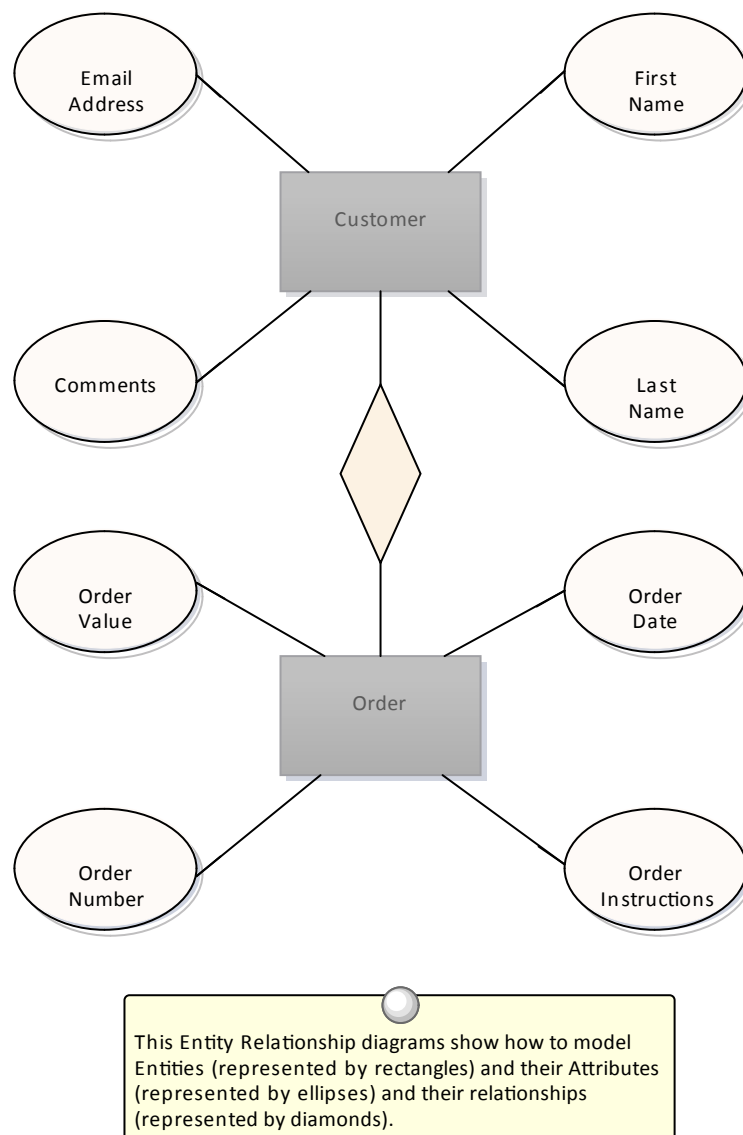 Email
Address
First
Name
Customer
Comments
Last
Name
Order
Value
Order
Date
Order
Order
Number
Order
Instructions
This Entity Relationship diagrams show how to model
Entities (represented by rectangles) and their Attributes
(represented by ellipses) and their relationships
(represented by diamonds).